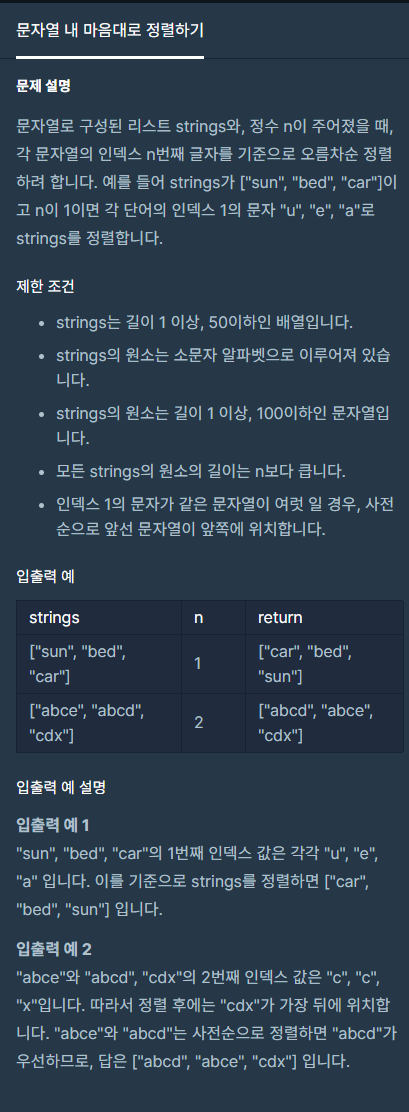 문자열 내 마음대로 정렬하기
문제 설명
문자열로 구성된 리스트 strings와, 정수 n이 주어졌을 때,
각 문자열의 인덱스 n번째 글자를 기준으로 오름차순 정렬
하려 합니다. 예를 들어 strings가 ["sun", "bed", "car"]이
고 n이 1이면 각 단어의 인덱스 1의 문자 "u", "e", "a"로
strings를 정렬합니다.
제한 조건
• strings는 길이 1 이상, 50이하인 배열입니다.
• strings의 원소는 소문자 알파벳으로 이루어져 있습
니다.
• strings의 원소는 길이 1 이상, 100이하인 문자열입니
다.
• 모든 strings의 원소의 길이는 n보다 큽니다.
• 인덱스 1의 문자가 같은 문자열이 여럿 일 경우, 사전
순으로 앞선 문자열이 앞쪽에 위치합니다.
입출력 예
strings n return
["sun", "bed", "car"] 1 ["car", "bed", "sun"]
["abce", "abcd", "cdx"] 2 ["abcd", "abce", "cdx"]
입출력 예 설명
입출력 예 1
"sun", "bed", "car"의 1번째 인덱스 값은 각각 "u", "e",
"a" 입니다. 이를 기준으로 strings를 정렬하면 ["car",
"bed", "sun"] 입니다.
입출력 예 2
"abce"와 "abcd", "cdx"의 2번째 인덱스 값은 "c", "c",
"x"입니다. 따라서 정렬 후에는 "cdx"가 가장 뒤에 위치합
니다. "abce"와 "abcd"는 사전순으로 정렬하면 "abcd"가
우선하므로, 답은 ["abcd", "abce", "cdx"] 입니다.